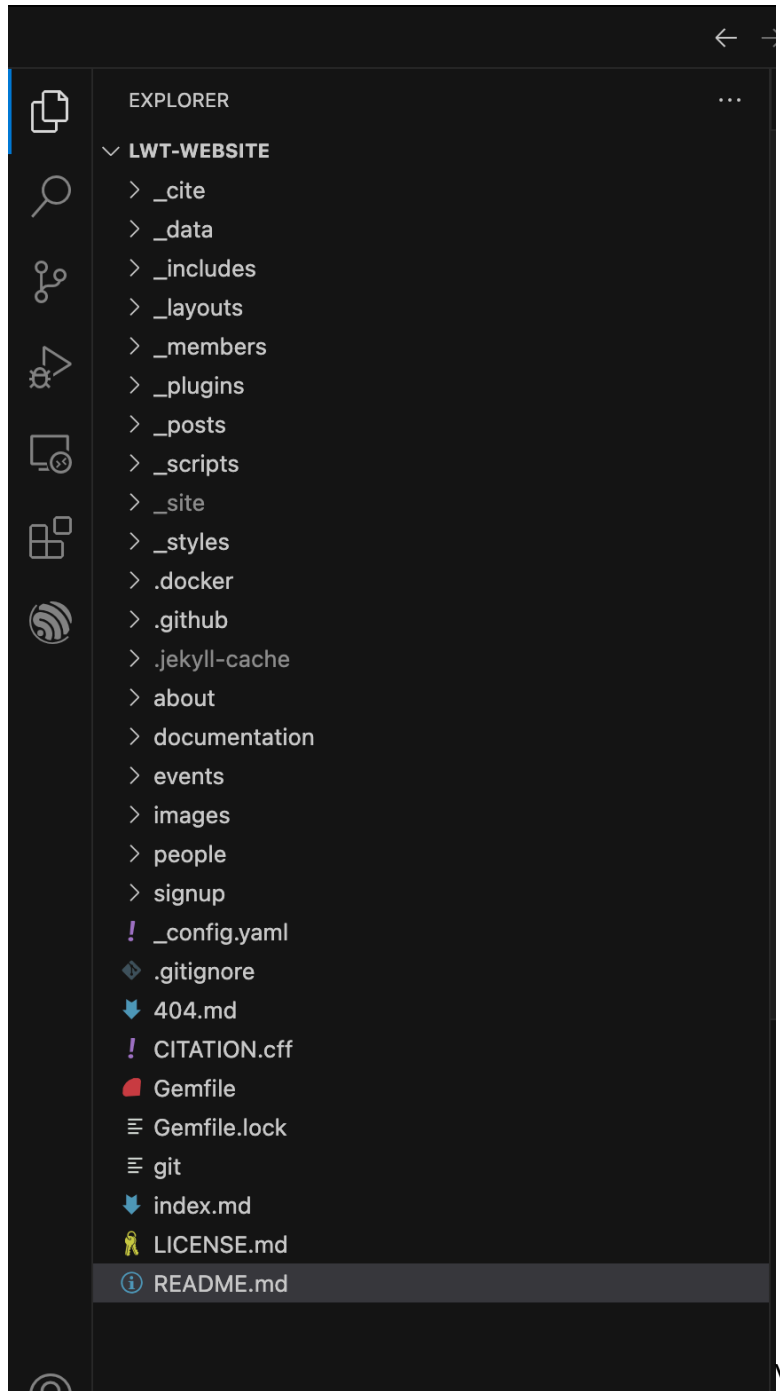 EXPLORER
LWT-WEBSITE
_cite
_data
_includes
_layouts
_members
_plugins
_posts
_scripts
_site
_styles
.docker
.github
.jekyll-cache
about
documentation
events
images
people
signup
_config.yaml
.gitignore
404.md
CITATION.cff
Gemfile
Gemfile.lock
git
index.md
LICENSE.md
README.md